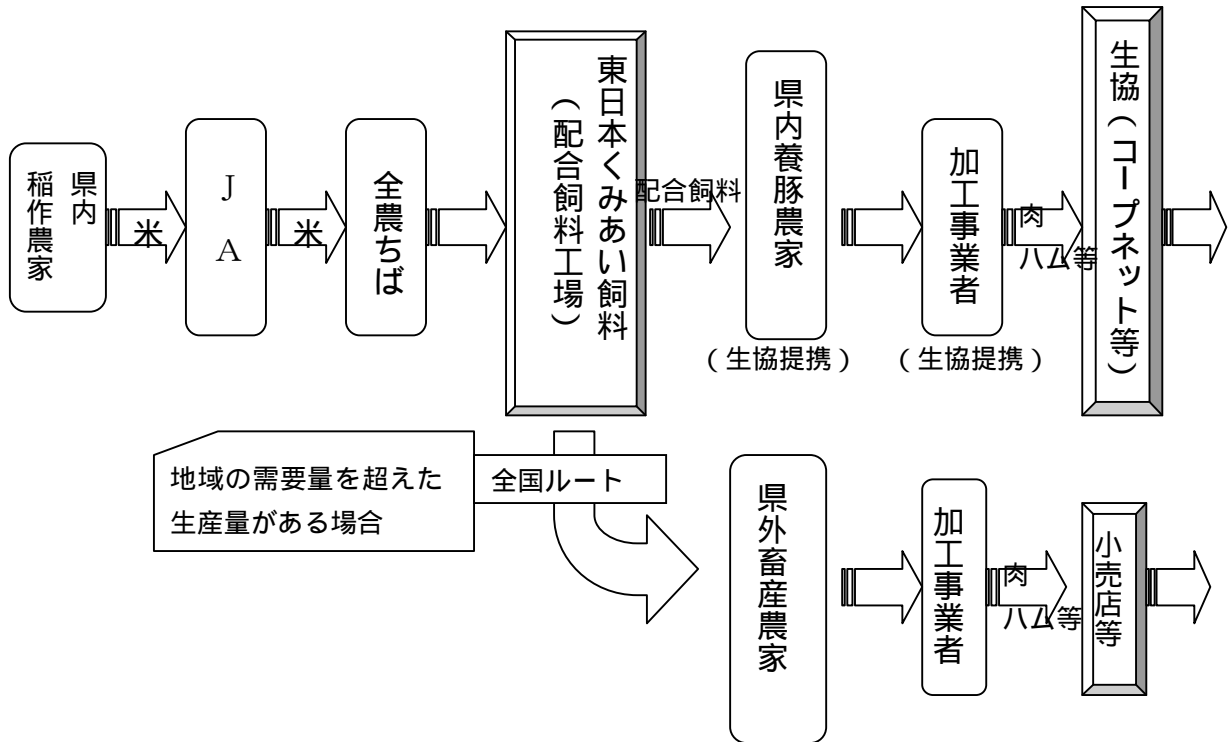 県内
稲作農家
米
JA
米
全農ちば
東日本くみあい飼料
(配合飼料工場)
配合飼料
県内養豚農家
(生協提携)
加工事業者
(生協提携)
肉
ハム等
生協(コープネット等)
地域の需要量を超えた
生産量がある場合
全国ルート
県外畜産農家
加工事業者
肉
ハム等
小売店等